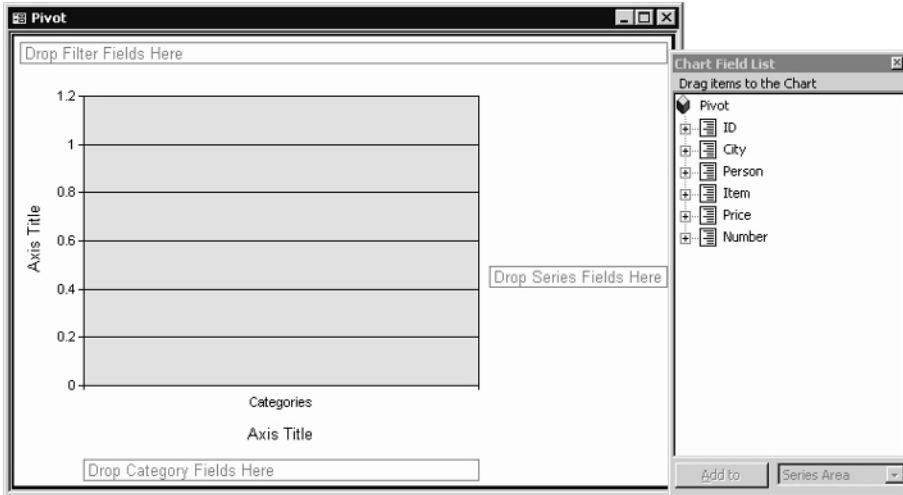 Pivot
Drop Filter Fields Here
1.2
1
0.8
0.6
0.4
0.2
0
Axis Title
Categories
Axis Title
Drop Series Fields Here
Drop Category Fields Here
Chart Field List
Drag items to the Chart
Pivot
ID
City
Person
Item
Price
Number
Add to
Series Area